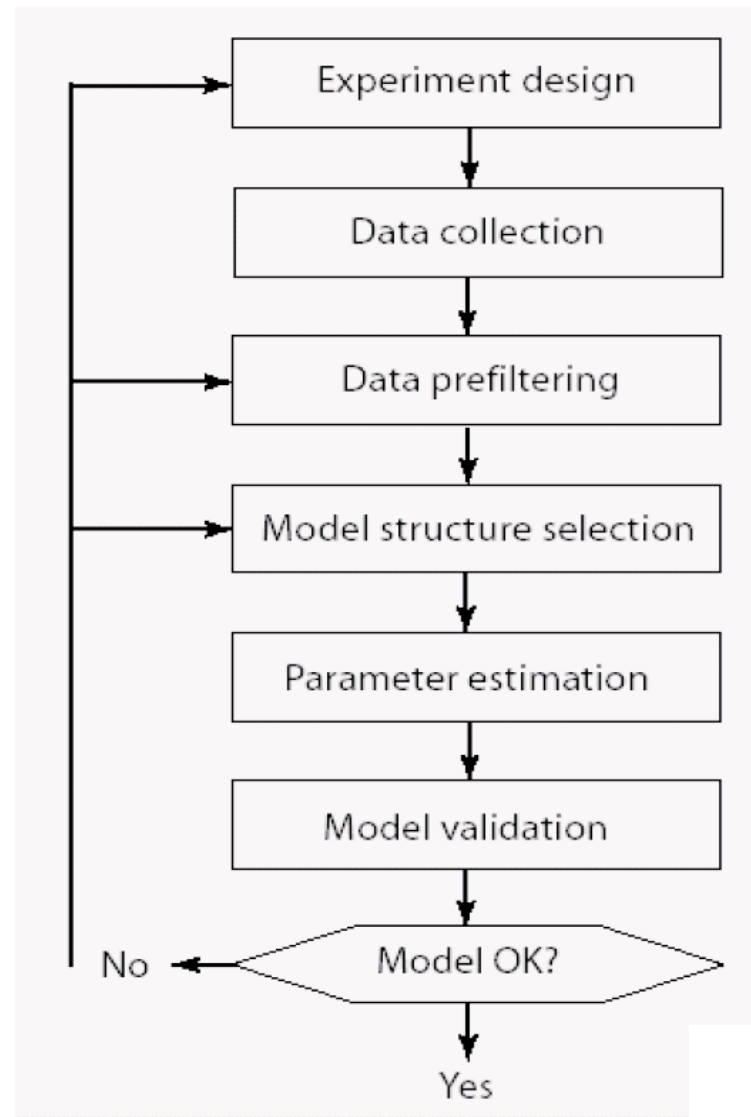 Experiment design
Data collection
Data prefiltering
Model structure selection
Parameter estimation
Model validation
Model OK?
No
Yes